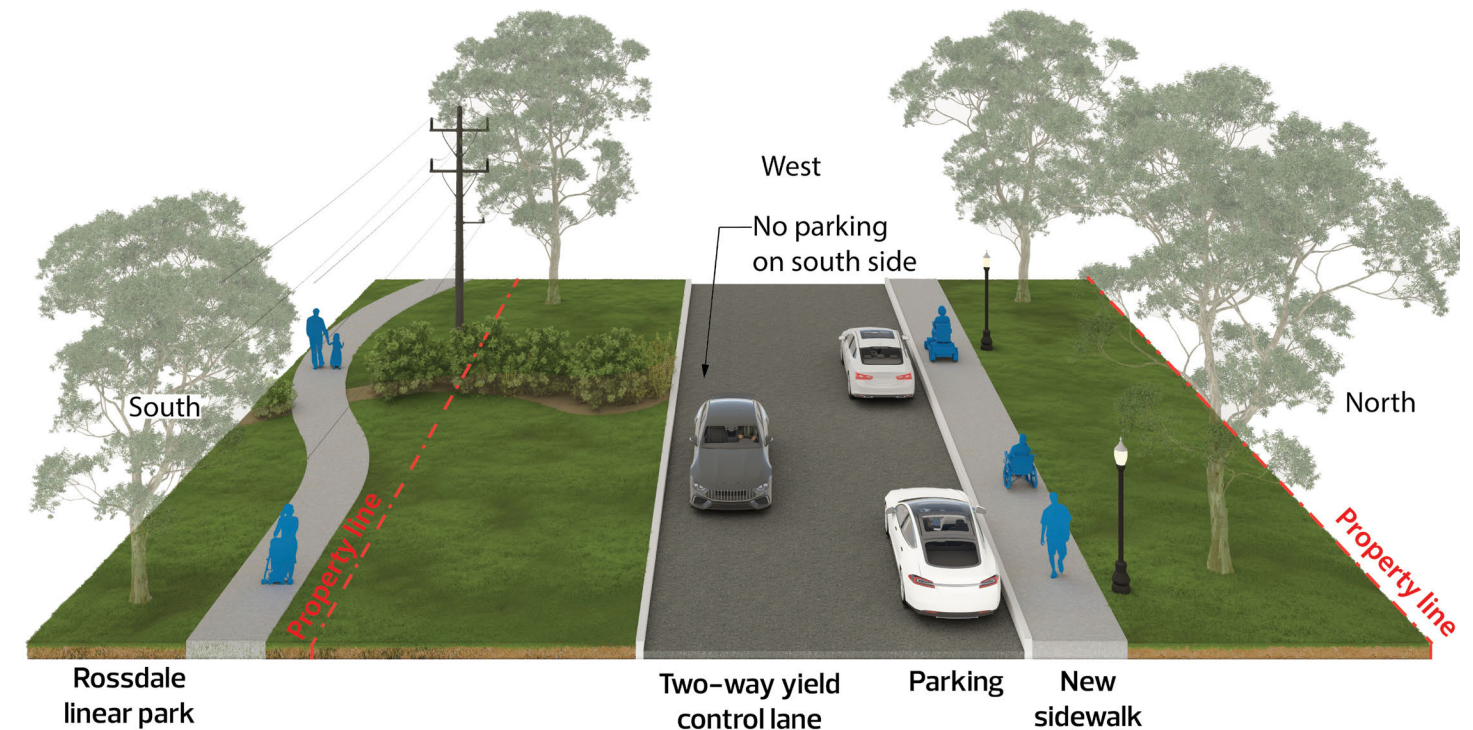 West
No parking
on south side
South
North
Property line
Property line
Rossdale
linear park
Two-way yield
control lane
Parking
New
sidewalk